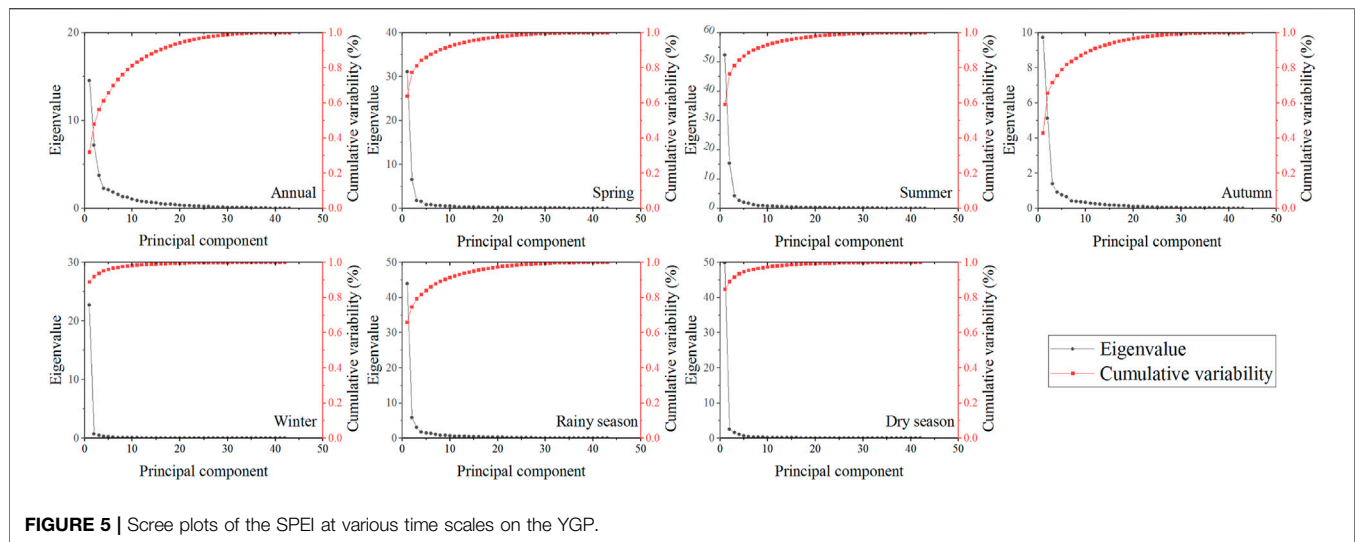 20
15
10
5
0
Eigenvalue
Annual
1.0
0.8
0.6
0.4
0.2
0.0
Cumulative variability (%)
0 10 20 30 40 50
Principal component
40
30
20
10
0
Eigenvalue
Spring
1.0
0.8
0.6
0.4
0.2
0.0
Cumulative variability (%)
0 10 20 30 40 50
Principal component
60
50
40
30
20
10
0
Eigenvalue
Summer
1.0
0.8
0.6
0.4
0.2
0.0
Cumulative variability (%)
0 10 20 30 40 50
Principal component
10
8
6
4
2
0
Eigenvalue
Autumn
1.0
0.8
0.6
0.4
0.2
0.0
Cumulative variability (%)
0 10 20 30 40 50
Principal component
30
20
10
0
Eigenvalue
Winter
1.0
0.8
0.6
0.4
0.2
0.0
Cumulative variability (%)
0 10 20 30 40 50
Principal component
50
40
30
20
10
0
Eigenvalue
Rainy season
1.0
0.8
0.6
0.4
0.2
0.0
Cumulative variability (%)
0 10 20 30 40 50
Principal component
50
40
30
20
10
0
Eigenvalue
Dry season
1.0
0.8
0.6
0.4
0.2
0.0
Cumulative variability (%)
0 10 20 30 40 50
Principal component
Eigenvalue
Cumulative variability
FIGURE 5 | Scree plots of the SPEI at various time scales on the YGP.